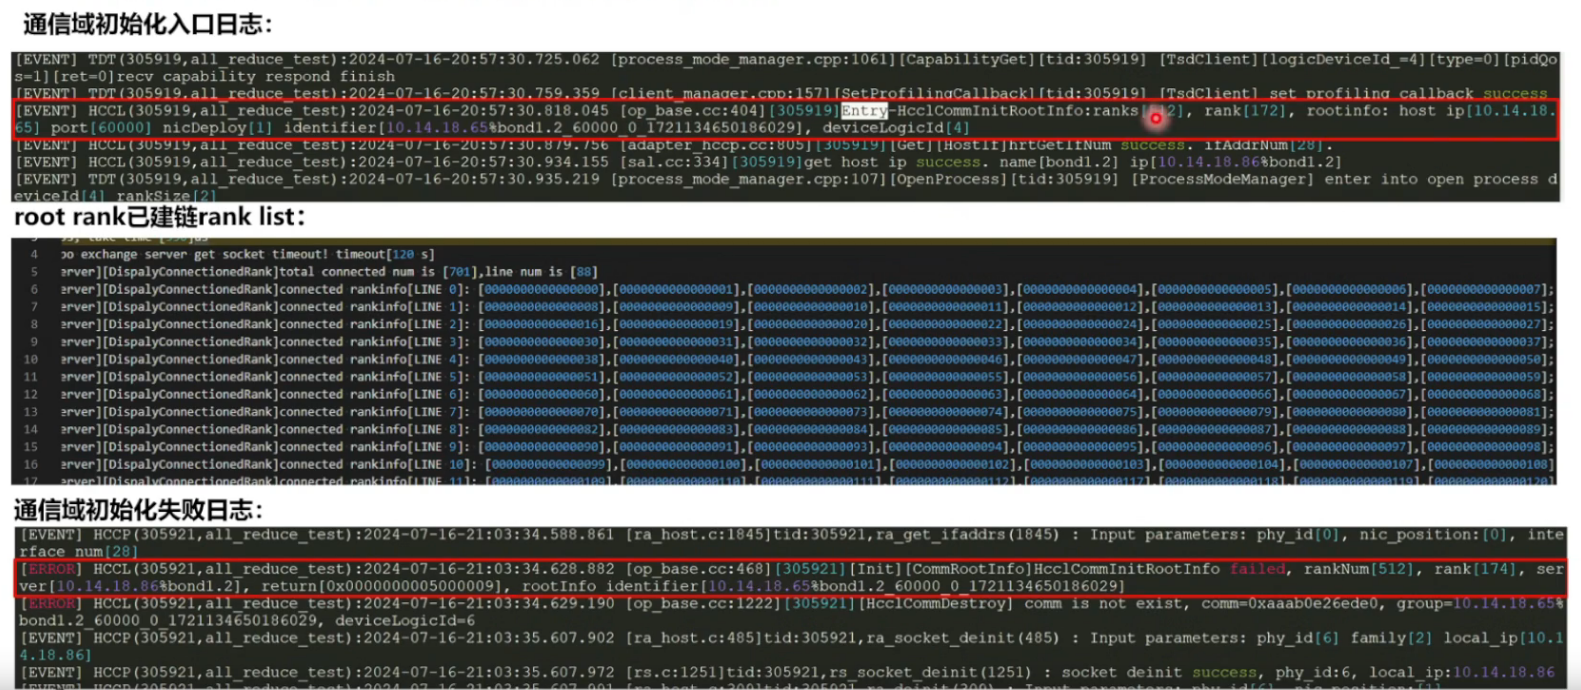 通信域初始化入口日志：
[EVENT] TDT(305919,all_reduce_test):2024-07-16-20:57:30.725.062 [process_mode_manager.cpp:1061][CapabilityGet][tid:305919] [TsdClient][logicDeviceId_=4][type=0][pidQo
s=1][ret=0]recv capability respond finish
[EVENT] TDT(305919,all_reduce_test):2024-07-16-20:57:30.759.359 [client_manager.cpp:157][SetProfilingCallback][tid:305919] [TsdClient] set profiling callback success
[EVENT] HCCL(305919,all_reduce_test):2024-07-16-20:57:30.818.045 [op_base.cc:404][305919]Entry-HcclCommInitRootInfo:ranks[ 2], rank[172], rootinfo: host ip[10.14.18.
65] port[60000] nicDeploy[1] identifier[10.14.18.65%bond1.2_60000_0_1721134650186029], deviceLogicId[4]
[EVENT] HCCL(305919,all_reduce_test):2024-07-16-20:57:30.879.756 [adapter_hccp.cc:805][305919][Get][HostIf]hrtGetIfNum success. ifAddrNum[28].
[EVENT] HCCL(305919,all_reduce_test):2024-07-16-20:57:30.934.155 [sal.cc:334][305919]get host ip success. name[bond1.2] ip[10.14.18.86%bond1.2]
[EVENT] TDT(305919,all_reduce_test):2024-07-16-20:57:30.935.219 [process_mode_manager.cpp:107][OpenProcess][tid:305919] [ProcessModeManager] enter into open process d
eviceId[4] rankSize[2]
root rank已建链rank list：
4 oo exchange server get socket timeout! timeout[120 s]
5 erver][DispalyConnectionedRank]total connected num is [701],line num is [88]
6 erver][DispalyConnectionedRank]connected rankinfo[LINE 0]: [0000000000000000],[0000000000000001],[0000000000000002],[0000000000000003],[0000000000000004],[0000000000000005],[0000000000000006],[0000000000000007];
7 erver][DispalyConnectionedRank]connected rankinfo[LINE 1]: [0000000000000008],[0000000000000009],[0000000000000010],[0000000000000011],[0000000000000012],[0000000000000013],[0000000000000014],[0000000000000015];
8 erver][DispalyConnectionedRank]connected rankinfo[LINE 2]: [0000000000000016],[0000000000000019],[0000000000000020],[0000000000000022],[0000000000000024],[0000000000000025],[0000000000000026],[0000000000000027];
9 erver][DispalyConnectionedRank]connected rankinfo[LINE 3]: [0000000000000030],[0000000000000031],[0000000000000032],[0000000000000033],[0000000000000034],[0000000000000035],[0000000000000036],[0000000000000037];
10 erver][DispalyConnectionedRank]connected rankinfo[LINE 4]: [0000000000000038],[0000000000000040],[0000000000000043],[0000000000000046],[0000000000000047],[0000000000000048],[0000000000000049],[0000000000000050];
11 erver][DispalyConnectionedRank]connected rankinfo[LINE 5]: [0000000000000051],[0000000000000052],[0000000000000053],[0000000000000055],[0000000000000056],[0000000000000057],[0000000000000058],[0000000000000059];
12 erver][DispalyConnectionedRank]connected rankinfo[LINE 6]: [0000000000000060],[0000000000000061],[0000000000000062],[0000000000000063],[0000000000000064],[0000000000000066],[0000000000000067],[0000000000000068];
13 erver][DispalyConnectionedRank]connected rankinfo[LINE 7]: [0000000000000070],[0000000000000071],[0000000000000073],[0000000000000074],[0000000000000075],[0000000000000079],[0000000000000080],[0000000000000081];
14 erver][DispalyConnectionedRank]connected rankinfo[LINE 8]: [0000000000000082],[0000000000000083],[0000000000000084],[0000000000000085],[0000000000000086],[0000000000000087],[0000000000000088],[0000000000000089];
15 erver][DispalyConnectionedRank]connected rankinfo[LINE 9]: [0000000000000090],[0000000000000091],[0000000000000093],[0000000000000094],[0000000000000095],[0000000000000096],[0000000000000097],[0000000000000098];
16 erver][DispalyConnectionedRank]connected rankinfo[LINE 10]: [0000000000000099],[0000000000000100],[0000000000000101],[0000000000000102],[0000000000000103],[0000000000000104],[0000000000000107],[0000000000000108]
17 erver][DispalyConnectionedRank]connected rankinfo[LINE 11]: [0000000000000109],[0000000000000110],[0000000000000111],[0000000000000112],[0000000000000117],[0000000000000118],[0000000000000119],[0000000000000120]
通信域初始化失败日志：
[EVENT] HCCP(305921,all_reduce_test):2024-07-16-21:03:34.588.861 [ra_host.c:1845]tid:305921,ra_get_ifaddrs(1845) : Input parameters: phy_id[0], nic_position:[0], inte
rface num[28]
[ERROR] HCCL(305921,all_reduce_test):2024-07-16-21:03:34.628.882 [op_base.cc:468][305921][Init][CommRootInfo]HcclCommInitRootInfo failed, rankNum[512], rank[174], ser
ver[10.14.18.86%bond1.2], return[0x0000000005000009], rootInfo identifier[10.14.18.65%bond1.2_60000_0_1721134650186029]
[ERROR] HCCL(305921,all_reduce_test):2024-07-16-21:03:34.629.190 [op_base.cc:1222][305921][HcclCommDestroy] comm is not exist, comm=0xaaab0e26ede0, group=10.14.18.65%
bond1.2_60000_0_1721134650186029, deviceLogicId=6
[EVENT] HCCP(305921,all_reduce_test):2024-07-16-21:03:35.607.902 [ra_host.c:485]tid:305921,ra_socket_deinit(485) : Input parameters: phy_id[6] family[2] local_ip[10.1
4.18.86]
[EVENT] HCCP(305921,all_reduce_test):2024-07-16-21:03:35.607.972 [rs.c:1251]tid:305921,rs_socket_deinit(1251) : socket deinit success, phy_id:6, local_ip:10.14.18.86